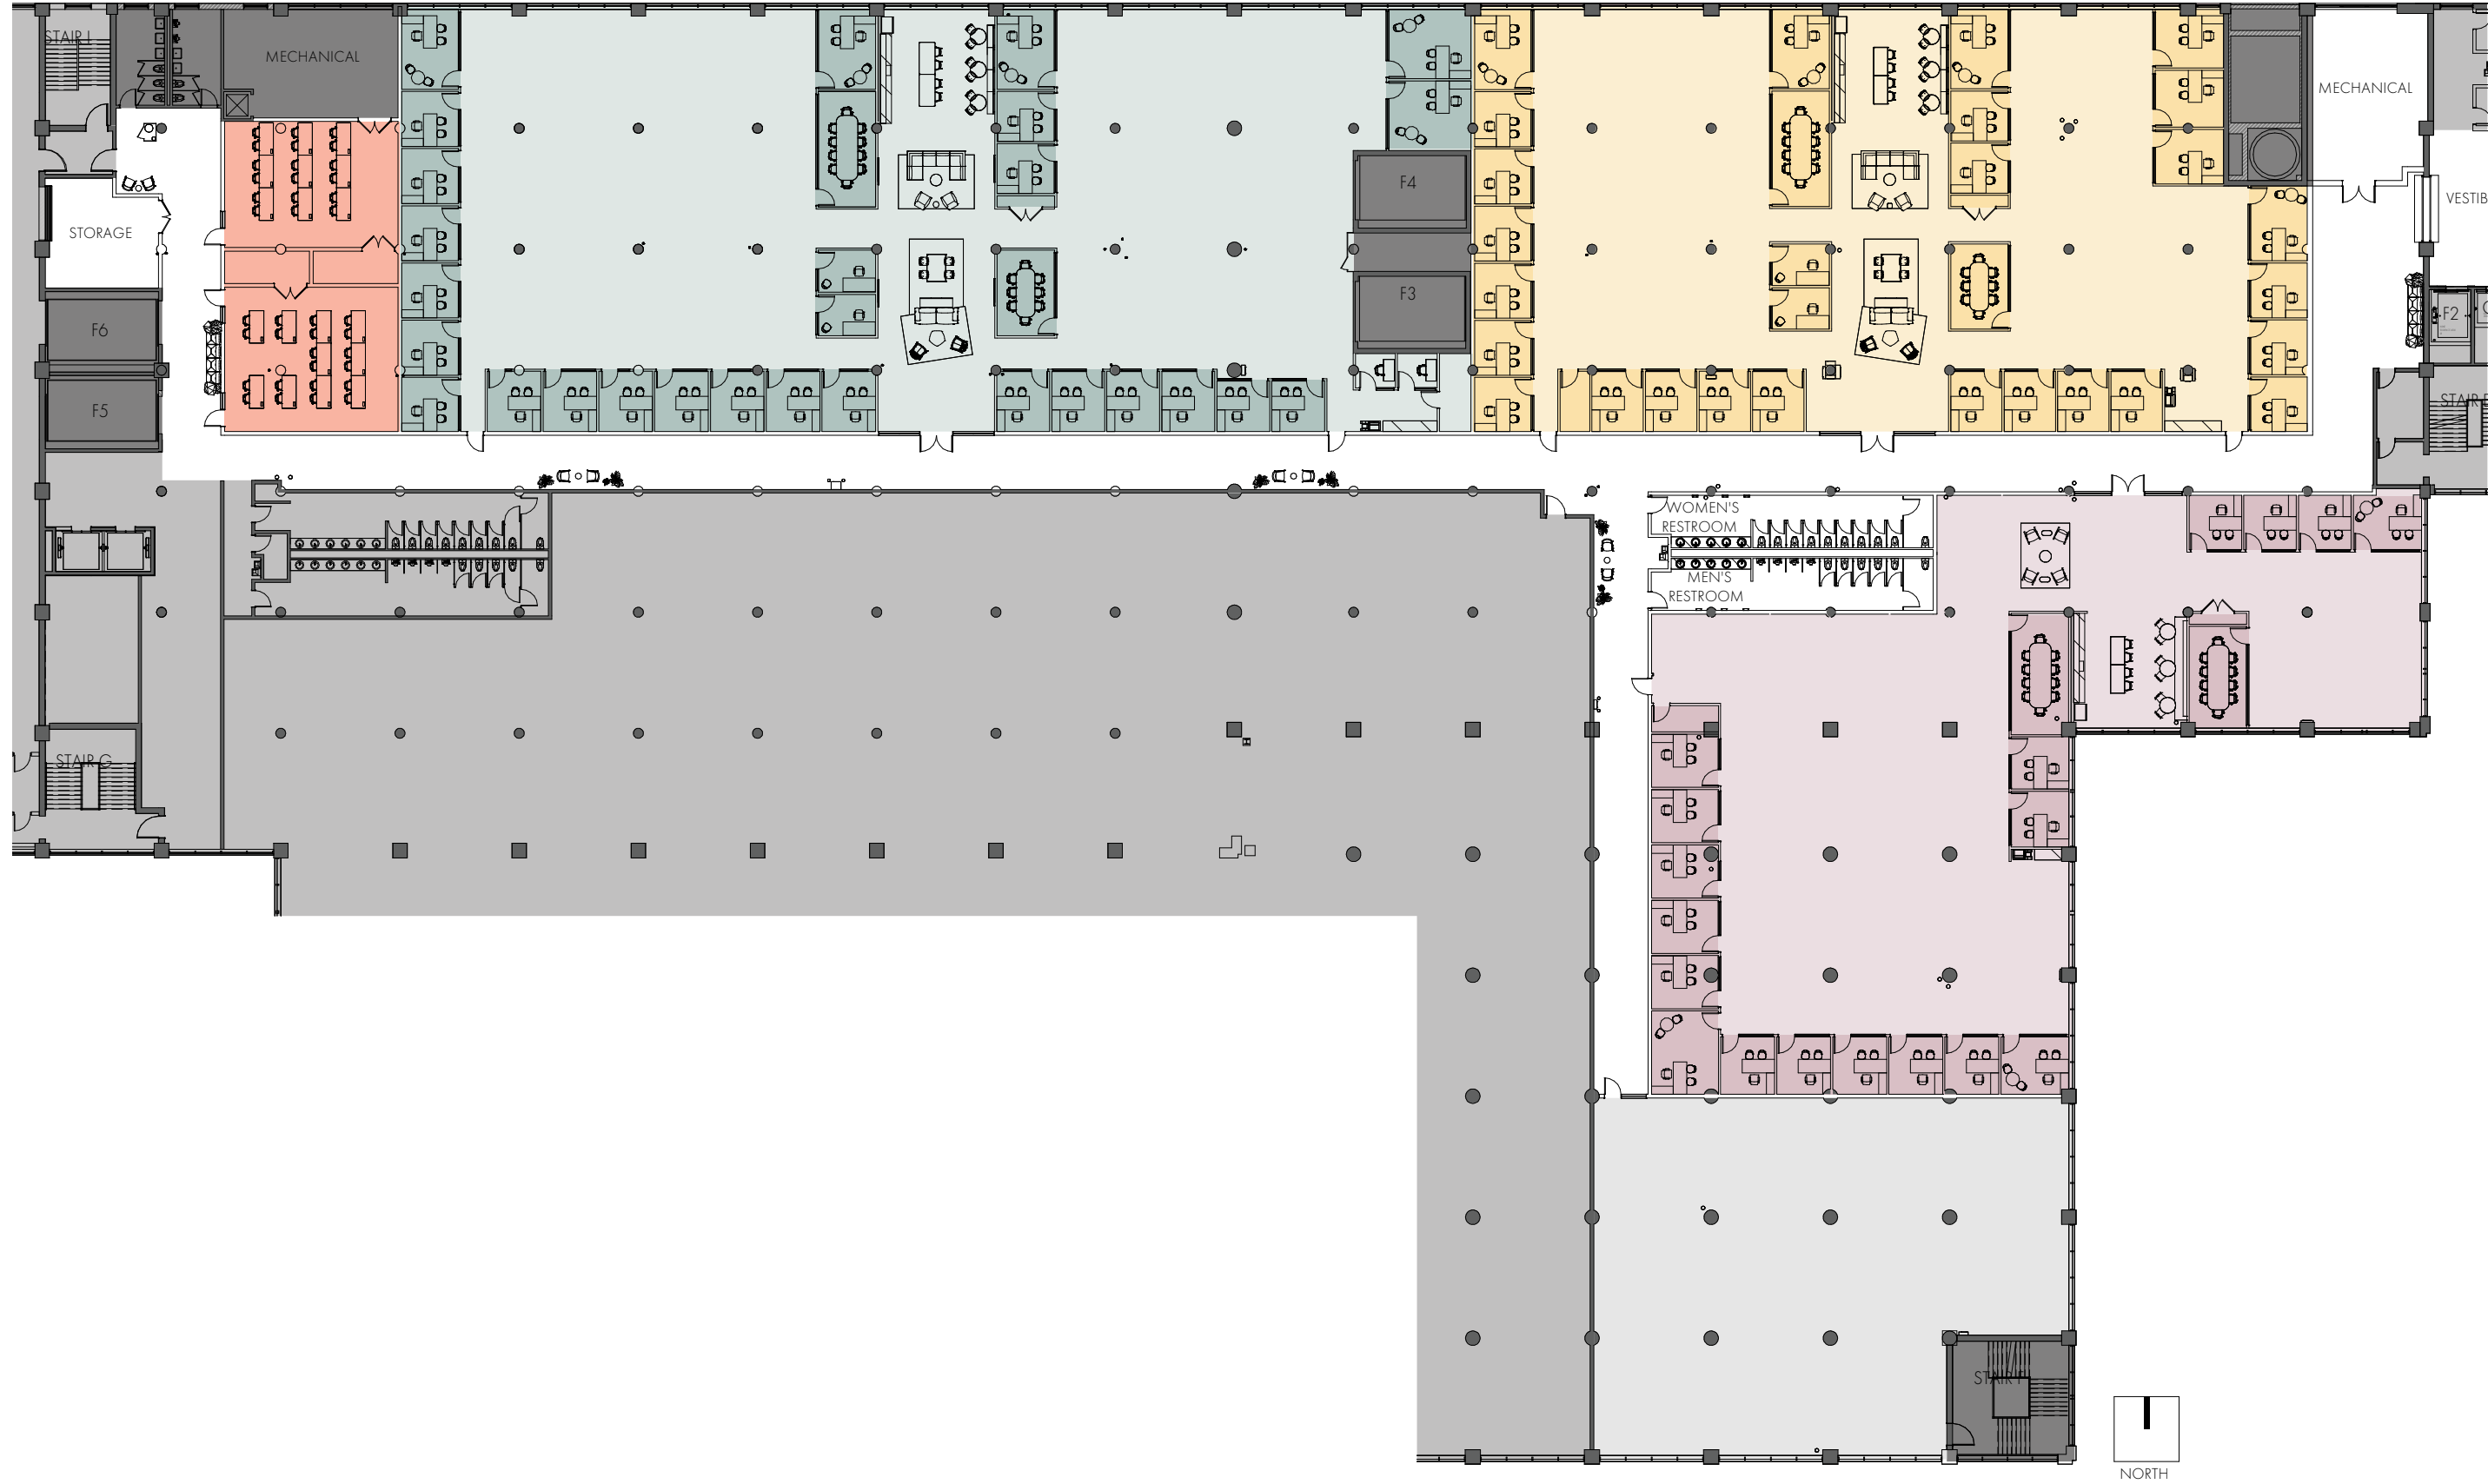 STAIR I
MECHANICAL
MECHANICAL
STORAGE
F4
VESTIB
F3
F6
F2
F5
WOMEN'S
RESTROOM
MEN'S
RESTROOM
STAIR G
NORTH